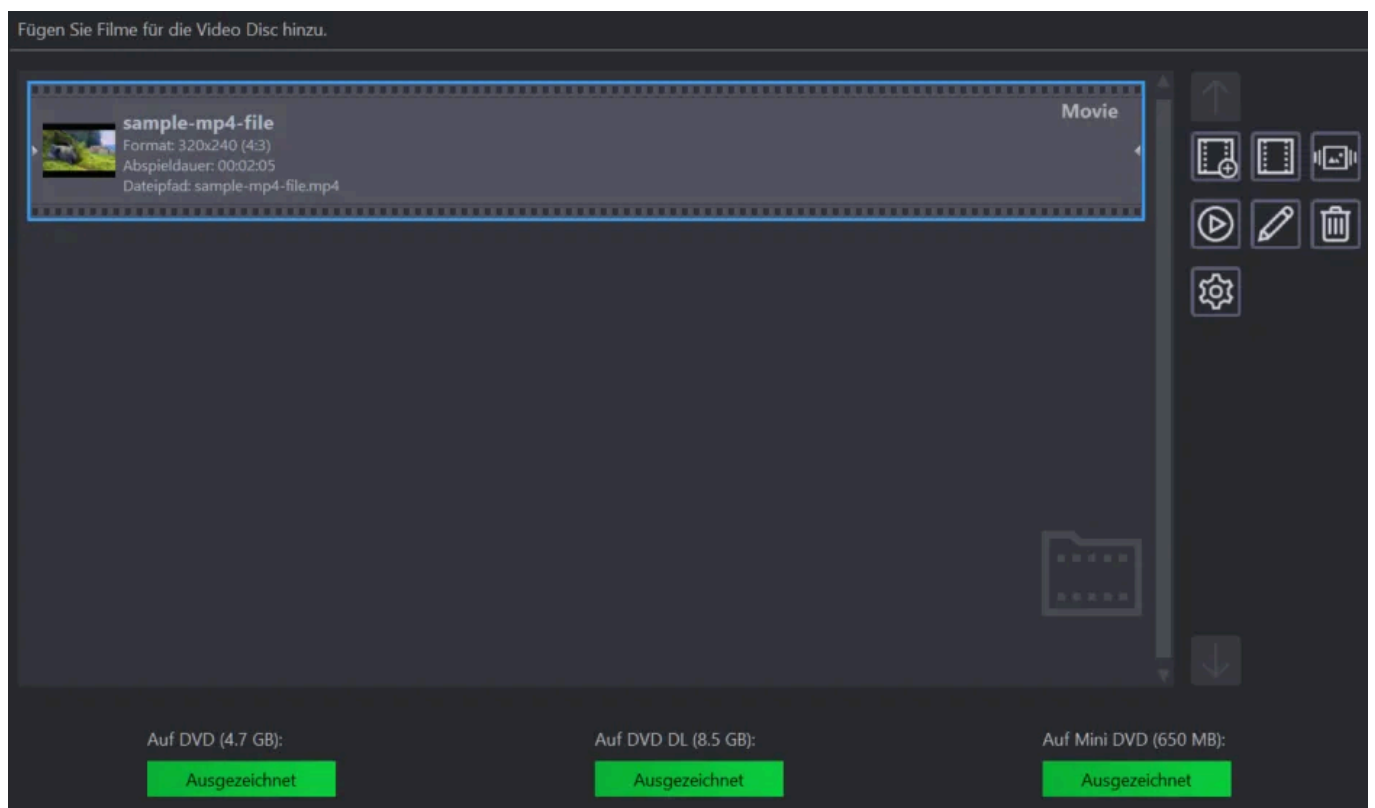 Fügen Sie Filme für die Video Disc hinzu.
Movie
sample-mp4-file
Format: 320x240 (4:3)
Abspieldauer: 00:02:05
Dateipfad: sample-mp4-file.mp4
Auf DVD (4.7 GB):
Auf DVD DL (8.5 GB):
Auf Mini DVD (650 MB):
Ausgezeichnet
Ausgezeichnet
Ausgezeichnet